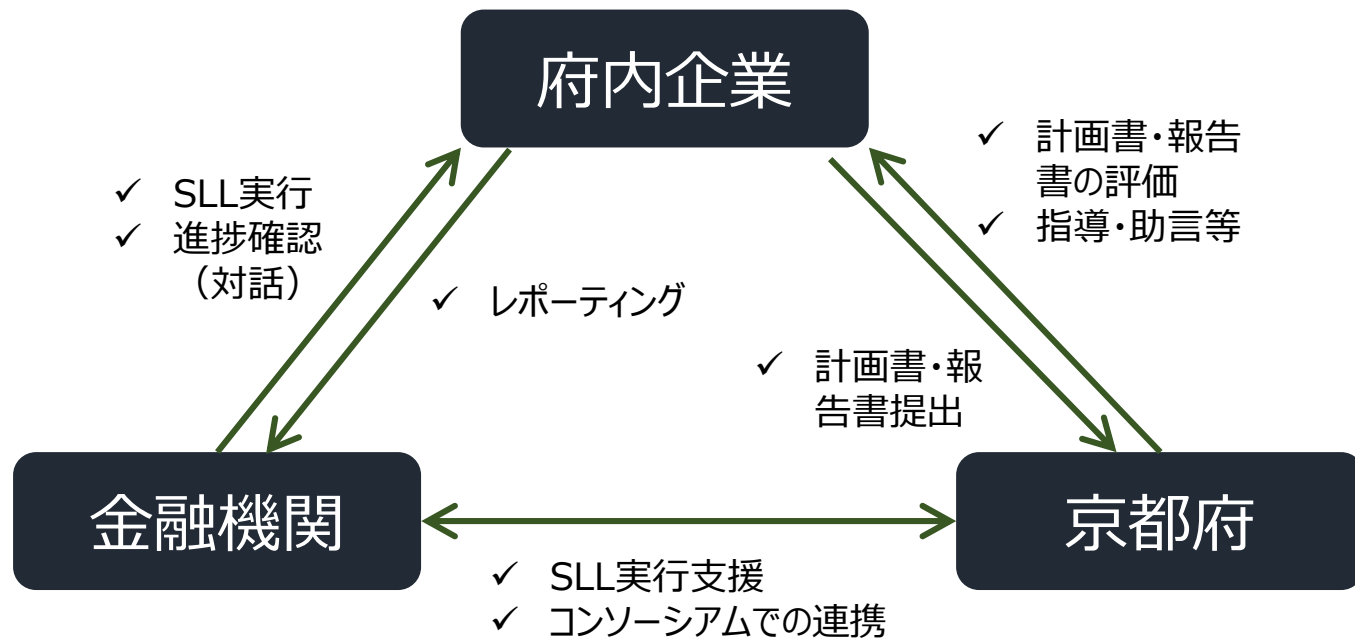 府内企業
✓ SLL実行
✓ 進捗確認
（対話）
✓ レポーティング
✓ 計画書・報告
書の評価
✓ 指導・助言等
✓ 計画書・報
告書提出
金融機関
京都府
✓ SLL実行支援
✓ コンソーシアムでの連携